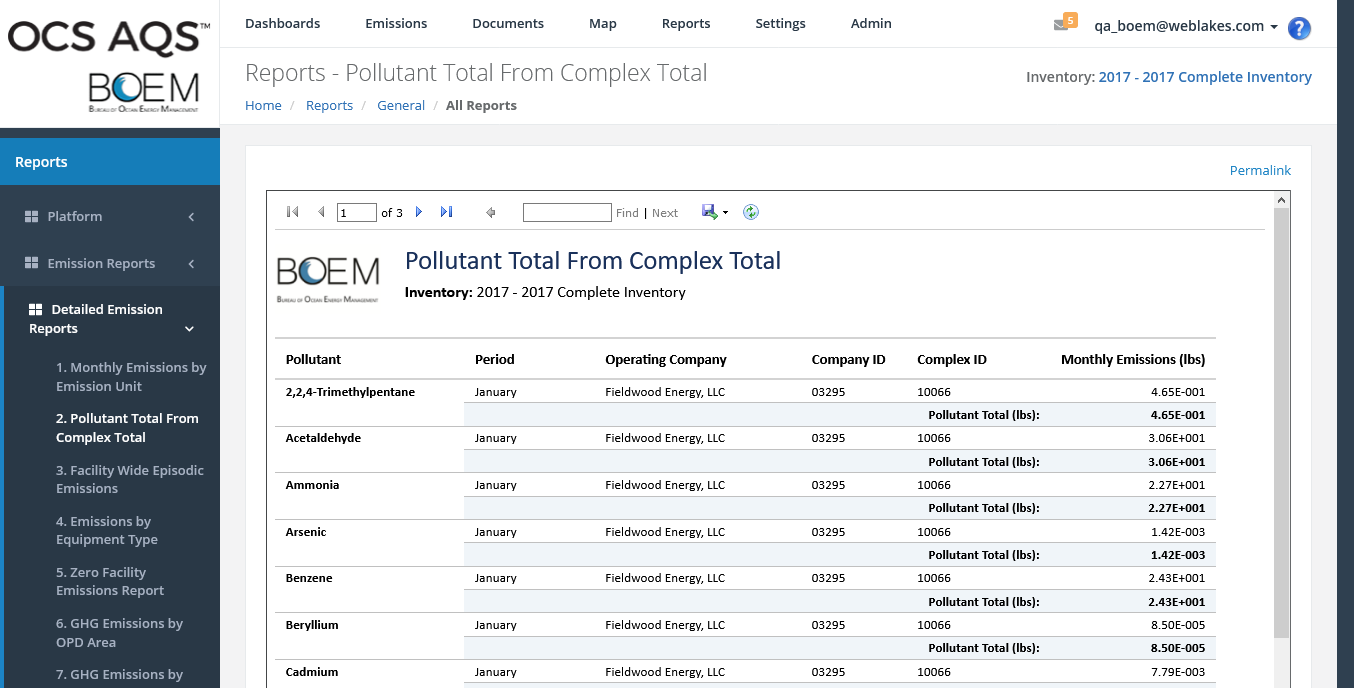 OCS AQS™
BOEM
BUREAU OF OCEAN ENERGY MANAGEMENT
Dashboards Emissions Documents Map Reports Settings Admin 5 qa_boem@weblakes.com ?
Reports - Pollutant Total From Complex Total
Inventory: 2017 - 2017 Complete Inventory
Home / Reports / General / All Reports
Reports
Platform
Emission Reports
Detailed Emission
Reports
1. Monthly Emissions by
Emission Unit
2. Pollutant Total From
Complex Total
3. Facility Wide Episodic
Emissions
4. Emissions by
Equipment Type
5. Zero Facility
Emissions Report
6. GHG Emissions by
OPD Area
7. GHG Emissions by
Permalink
1 of 3 Find | Next
BOEM
BUREAU OF OCEAN ENERGY MANAGEMENT
Pollutant Total From Complex Total
Inventory: 2017 - 2017 Complete Inventory
Pollutant Period Operating Company Company ID Complex ID Monthly Emissions (lbs)
2,2,4-Trimethylpentane January Fieldwood Energy, LLC 03295 10066 4.65E-001
Pollutant Total (lbs): 4.65E-001
Acetaldehyde January Fieldwood Energy, LLC 03295 10066 3.06E+001
Pollutant Total (lbs): 3.06E+001
Ammonia January Fieldwood Energy, LLC 03295 10066 2.27E+001
Pollutant Total (lbs): 2.27E+001
Arsenic January Fieldwood Energy, LLC 03295 10066 1.42E-003
Pollutant Total (lbs): 1.42E-003
Benzene January Fieldwood Energy, LLC 03295 10066 2.43E+001
Pollutant Total (lbs): 2.43E+001
Beryllium January Fieldwood Energy, LLC 03295 10066 8.50E-005
Pollutant Total (lbs): 8.50E-005
Cadmium January Fieldwood Energy, LLC 03295 10066 7.79E-003